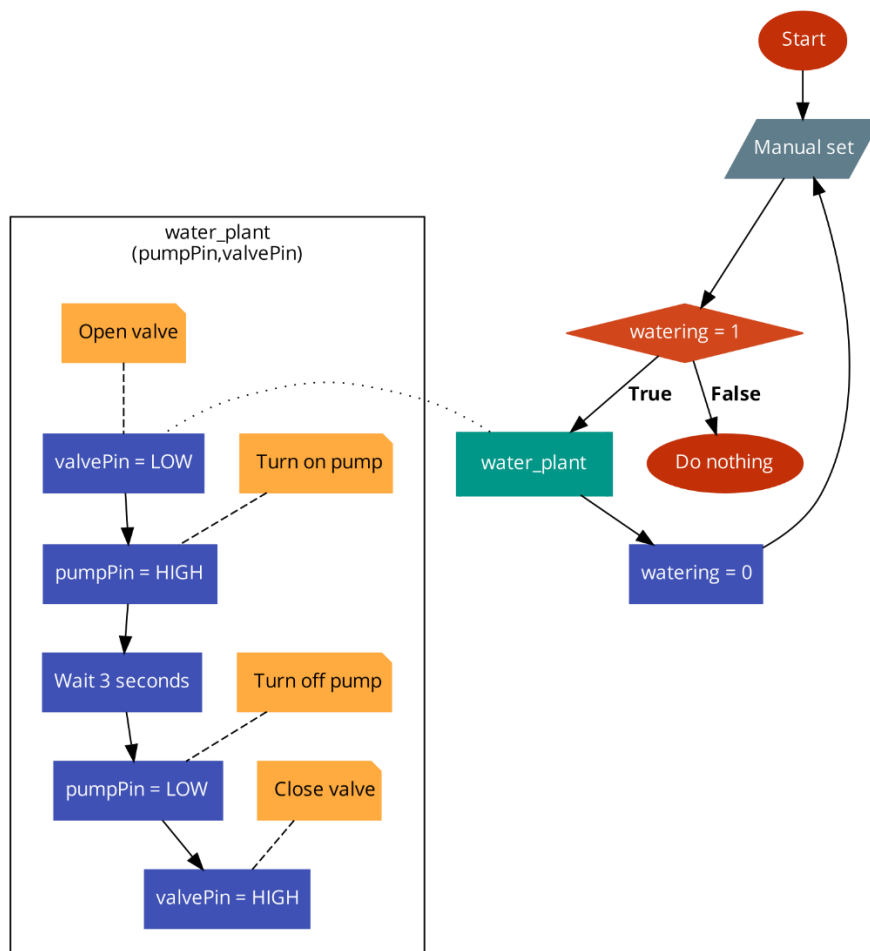 Start
Manual set
watering = 1
True
False
water_plant
Do nothing
watering = 0
water_plant
(pumpPin,valvePin)
Open valve
valvePin = LOW
Turn on pump
pumpPin = HIGH
Wait 3 seconds
Turn off pump
pumpPin = LOW
Close valve
valvePin = HIGH